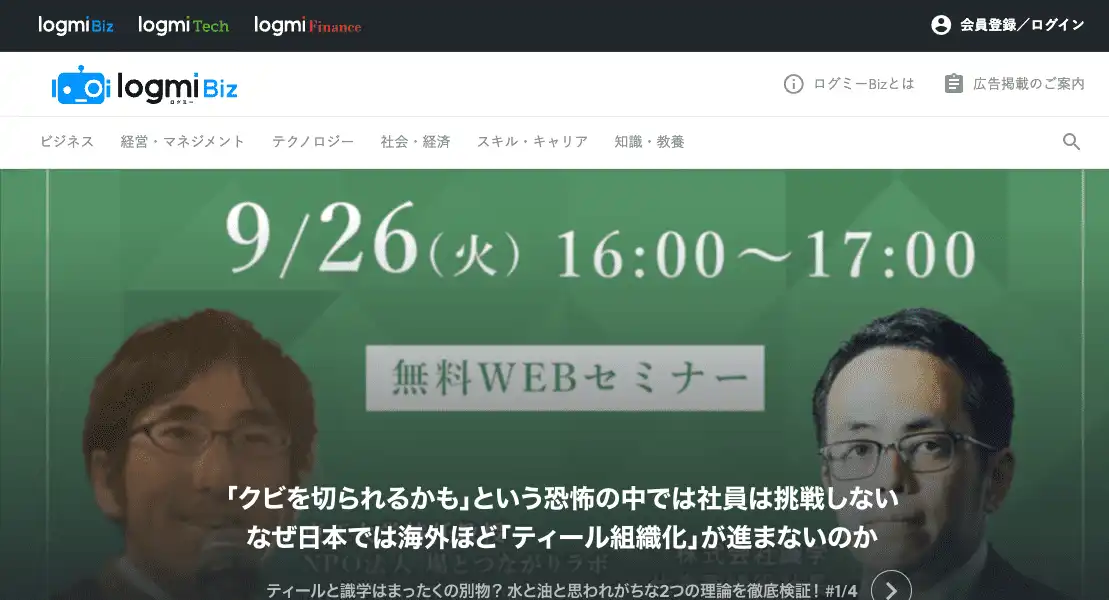 logmi Biz logmi Tech logmi Finance 会員登録／ログイン
logmi Biz ログミーBizとは 広告掲載のご案内
ログミー
ビジネス 経営・マネジメント テクノロジー 社会・経済 スキル・キャリア 知識・教養
9/26(火) 16:00〜17:00
無料WEBセミナー
「クビを切られるかも」という恐怖の中では社員は挑戦しない
なぜ日本では海外ほど「ティール組織化」が進まないのか
NPO法人 場とつながりラボ
株式会社識学
ティールと識学はまったくの別物？ 水と油と思われがちな2つの理論を徹底検証！ #1/4